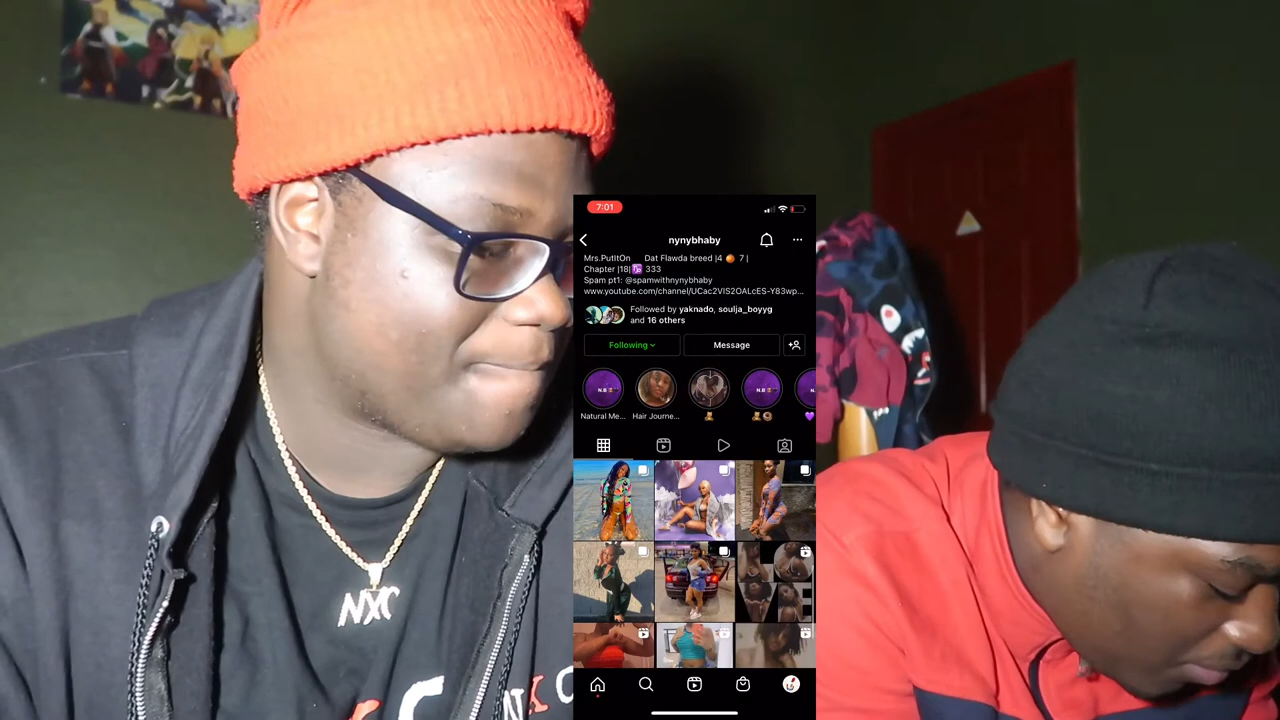 7:01
nynybhaby
Mrs.PutItOn Dat Flawda breed |4 🏀 7 |
Chapter |18|♑ 333
Spam pt1: @spamwithnynybhaby
www.youtube.com/channel/UCac2VIS2OALcES-Y83wp...
Followed by yaknado, soulja_boyyg
and 16 others
Following
Message
N.B
N.B
N.
Natural Me...
Hair Journe...
NXC